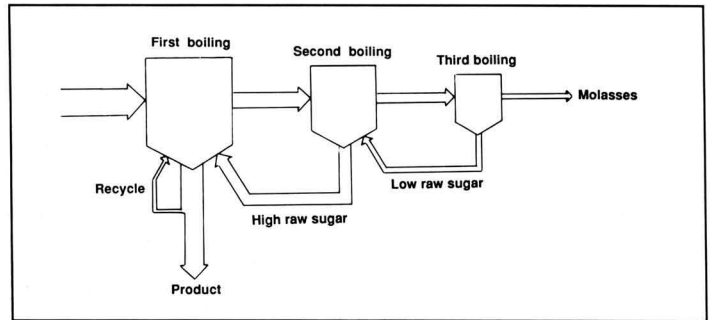 First boiling
Second boiling
Third boiling
Molasses
Recycle
Low raw sugar
High raw sugar
Product